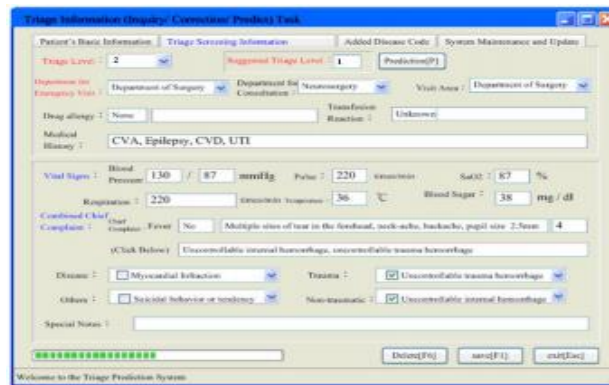 Triage Information (Inquiry/ Correction/ Predict) Task
Patient's Basic Information Triage Screening Information Added Disease Code System Maintenance and Update
Triage Level: 2 Suggested Triage Level: 1 Prediction[P]
Department for Emergency Visit: Department of Surgery Department for Consultation: Neurosurgery Visit Area: Department of Surgery
Drug allergy: None Transfusion Reaction: Unknown
Medical History: CVA, Epilepsy, CVD, UTI
Vital Signs: Blood Pressure: 130 / 87 mmHg Pulse: 220 SaO2: 87 %
Respiration: 220 Temperature: 36 ℃ Blood Sugar: 38 mg / dl
Combined Chief Complaint: Chief Complaint: Fever No Multiple sites of tear in the forehead, neck-ache, backache, pupil size 2.5mm 4
(Click Below) Uncontrollable internal hemorrhage, uncontrollable trauma hemorrhage
Disease: Myocardial Infraction Trauma: Uncontrollable trauma hemorrhage
Others: Suicidal behavior or tendency Non-traumatic: Uncontrollable internal hemorrhage
Special Notes:
Delete[F6] save[F1] exit[Esc]
Welcome to the Triage Prediction System